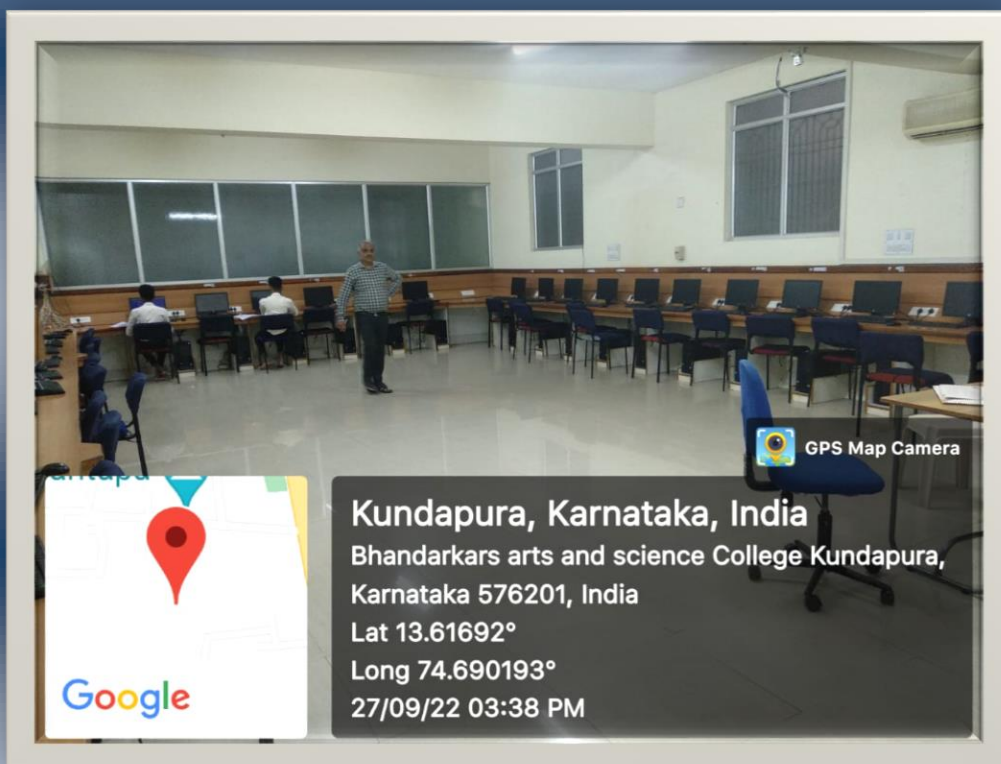 GPS Map Camera
Kundapura, Karnataka, India
Bhandarkars arts and science College Kundapura,
Karnataka 576201, India
Lat 13.61692°
Long 74.690193°
27/09/22 03:38 PM
Google